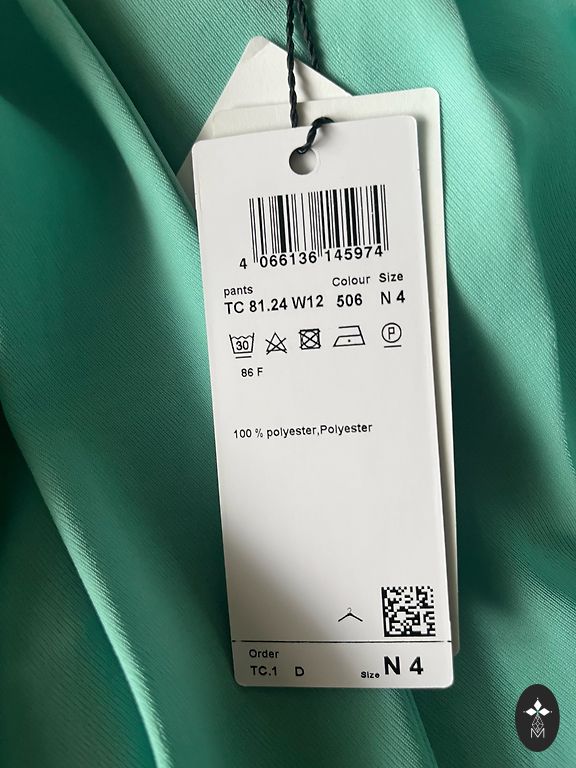 4 066136 145974
pants Colour Size
TC 81.24 W12 506 N 4
30 P
86 F
100 % polyester,Polyester
2
Order
TC.1 D Size N 4
M